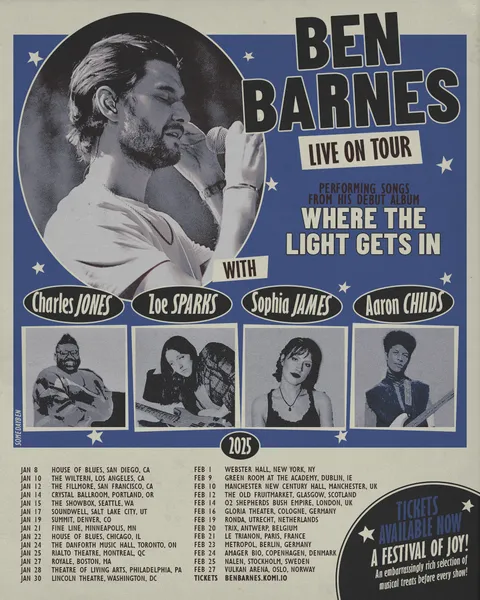 BEN
BARNES
LIVE ON TOUR
PERFORMING SONGS
FROM HIS DEBUT ALBUM
WHERE THE
LIGHT GETS IN
WITH
Charles JONES
Zoe SPARKS
Sophia JAMES
Aaron CHILDS
SOMEDAYBEN
2025
JAN 8 HOUSE OF BLUES, SAN DIEGO, CA
JAN 10 THE WILTERN, LOS ANGELES, CA
JAN 12 THE FILLMORE, SAN FRANCISCO, CA
JAN 14 CRYSTAL BALLROOM, PORTLAND, OR
JAN 15 THE SHOWBOX, SEATTLE, WA
JAN 17 SOUNDWELL, SALT LAKE CITY, UT
JAN 19 SUMMIT, DENVER, CO
JAN 21 FINE LINE, MINNEAPOLIS, MN
JAN 22 HOUSE OF BLUES, CHICAGO, IL
JAN 24 THE DANFORTH MUSIC HALL, TORONTO, ON
JAN 25 RIALTO THEATRE, MONTREAL, QC
JAN 27 ROYALE, BOSTON, MA
JAN 28 THEATRE OF LIVING ARTS, PHILADELPHIA, PA
JAN 30 LINCOLN THEATRE, WASHINGTON, DC
FEB 1 WEBSTER HALL, NEW YORK, NY
FEB 9 GREEN ROOM AT THE ACADEMY, DUBLIN, IE
FEB 10 MANCHESTER NEW CENTURY HALL, MANCHESTER, UK
FEB 12 THE OLD FRUITMARKET, GLASGOW, SCOTLAND
FEB 14 O2 SHEPHERDS BUSH EMPIRE, LONDON, UK
FEB 16 GLORIA THEATER, COLOGNE, GERMANY
FEB 19 RONDA, UTRECHT, NETHERLANDS
FEB 20 TRIX, ANTWERP, BELGIUM
FEB 21 LE TRIANON, PARIS, FRANCE
FEB 23 METROPOL, BERLIN, GERMANY
FEB 24 AMAGER BIO, COPENHAGEN, DENMARK
FEB 25 NALEN, STOCKHOLM, SWEDEN
FEB 27 VULKAN ARENA, OSLO, NORWAY
TICKETS BENBARNES.KOMI.IO
TICKETS
AVAILABLE NOW
A FESTIVAL OF JOY!
An embarrassingly rich selection of
musical treats before every show!